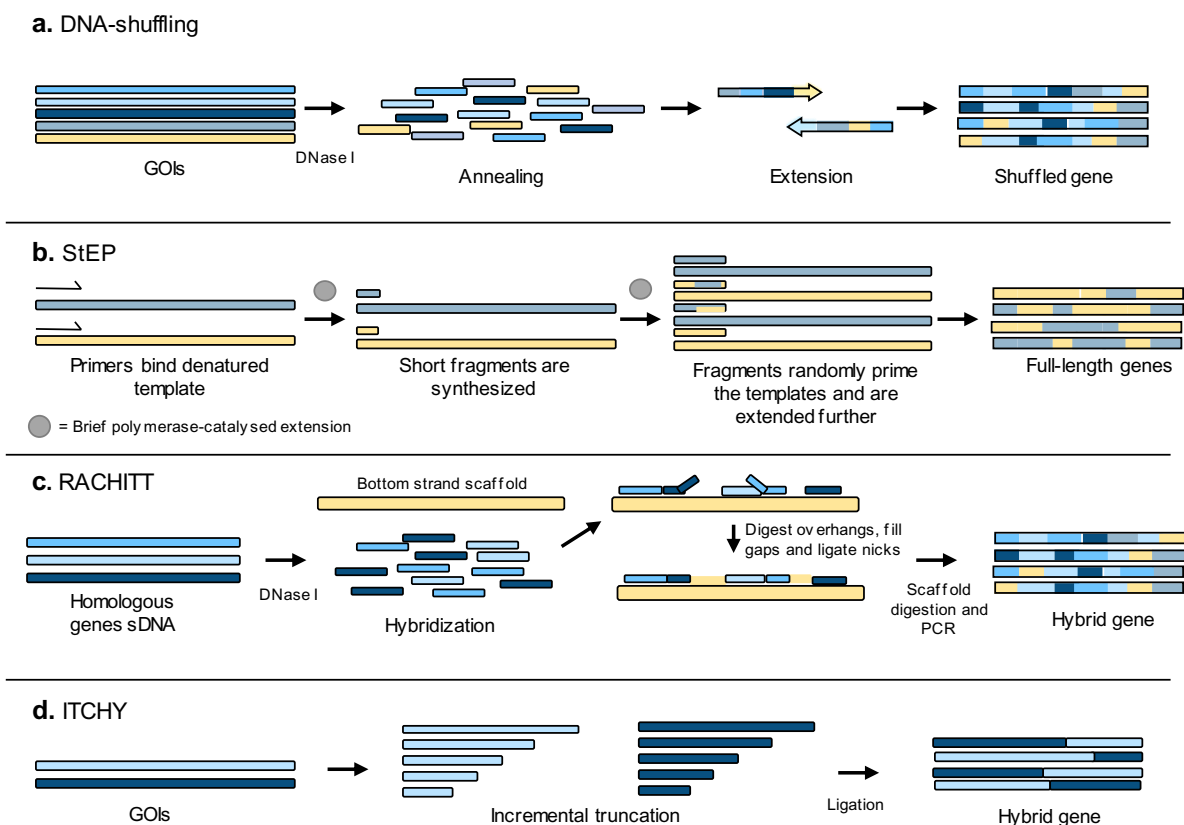 a. DNA-shuffling
GOIs
DNase I
Annealing
Extension
Shuffled gene
b. StEP
Primers bind denatured
template
Short fragments are
synthesized
Fragments randomly prime
the templates and are
extended further
Full-length genes
= Brief polymerase-catalysed extension
c. RACHITT
Bottom strand scaffold
Homologous
genes sDNA
DNase I
Hybridization
Digest overhangs, fill
gaps and ligate nicks
Scaffold
digestion and
PCR
Hybrid gene
d. ITCHY
GOIs
Incremental truncation
Ligation
Hybrid gene